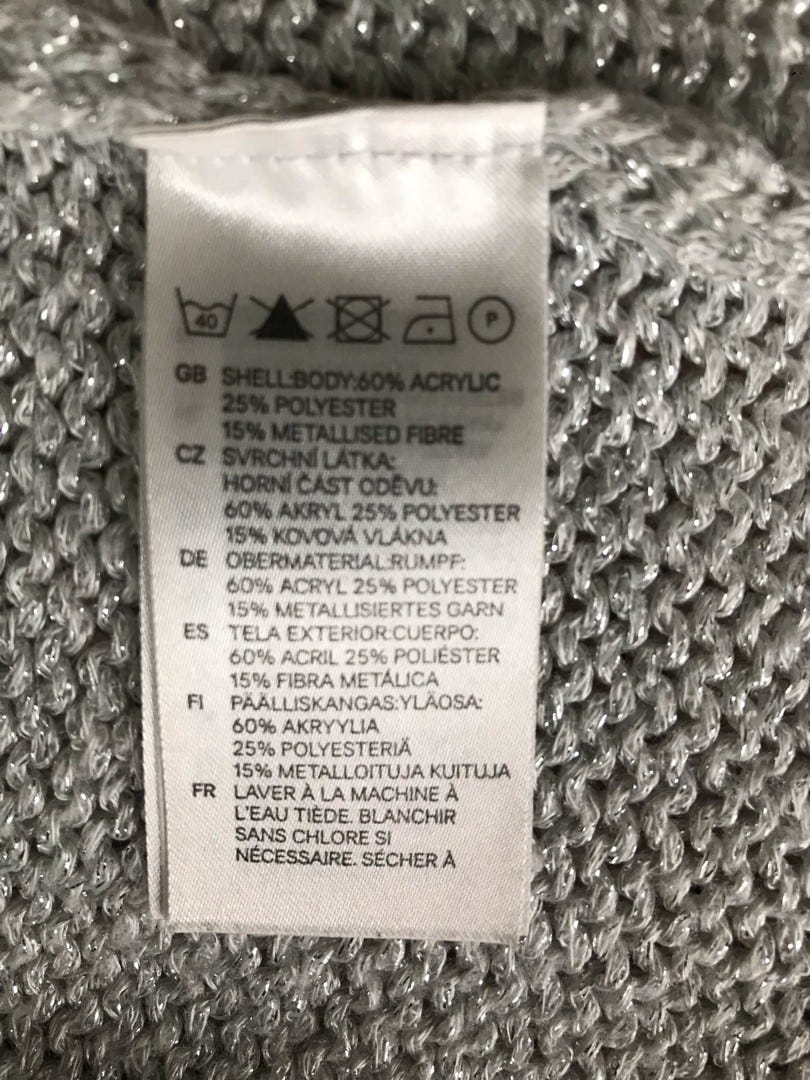 40 P
GB SHELL:BODY:60% ACRYLIC
25% POLYESTER
15% METALLISED FIBRE
CZ SVRCHNÍ LÁTKA:
HORNÍ ČÁST ODĚVU:
60% AKRYL 25% POLYESTER
15% KOVOVÁ VLÁKNA
DE OBERMATERIAL:RUMPF:
60% ACRYL 25% POLYESTER
15% METALLISIERTES GARN
ES TELA EXTERIOR:CUERPO:
60% ACRIL 25% POLIÉSTER
15% FIBRA METÁLICA
FI PÄÄLLISKANGAS:YLÄOSA:
60% AKRYYLIA
25% POLYESTERIÄ
15% METALLOITUJA KUITUJA
FR LAVER À LA MACHINE À
L'EAU TIÈDE. BLANCHIR
SANS CHLORE SI
NÉCESSAIRE. SÉCHER À